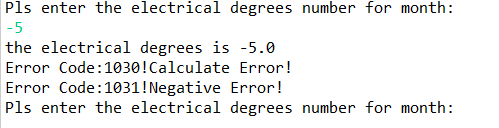 Pls enter the electrical degrees number for month:
-5
the electrical degrees is -5.0
Error Code:1030!Calculate Error!
Error Code:1031!Negative Error!
Pls enter the electrical degrees number for month: